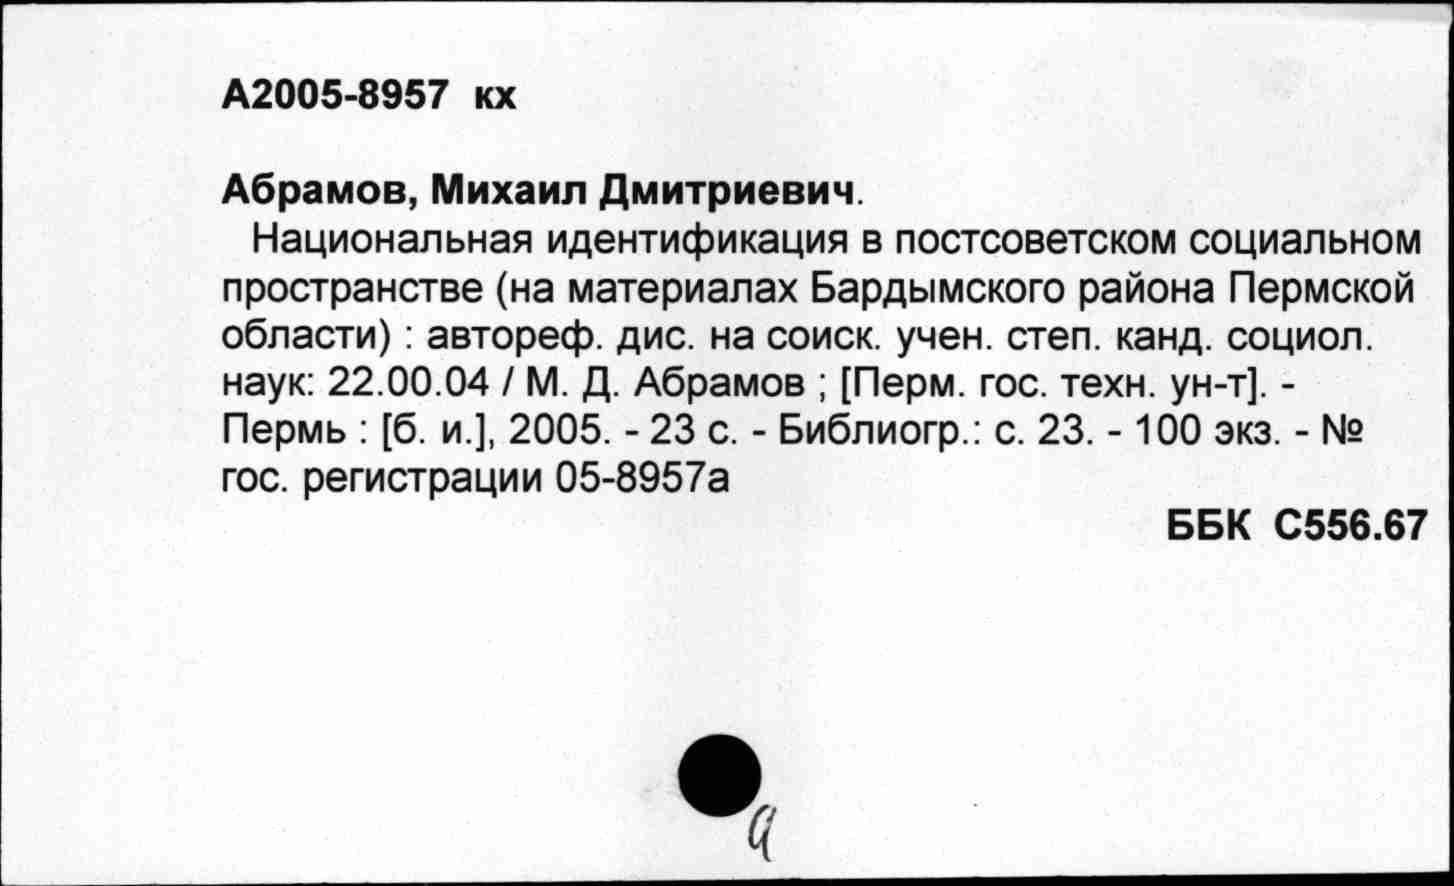 А2005-8957 кх
Абрамов, Михаил Дмитриевич.
Национальная идентификация в постсоветском социальном
пространстве (на материалах Бардымского района Пермской
области) : автореф. дис. на соиск. учен. степ. канд. социол.
наук: 22.00.04 / М. Д. Абрамов ; [Перм. гос. техн. ун-т]. -
Пермь : [б. и.], 2005. - 23 с. - Библиогр.: с. 23. - 100 экз. - №
гос. регистрации 05-8957а
ББК С556.67